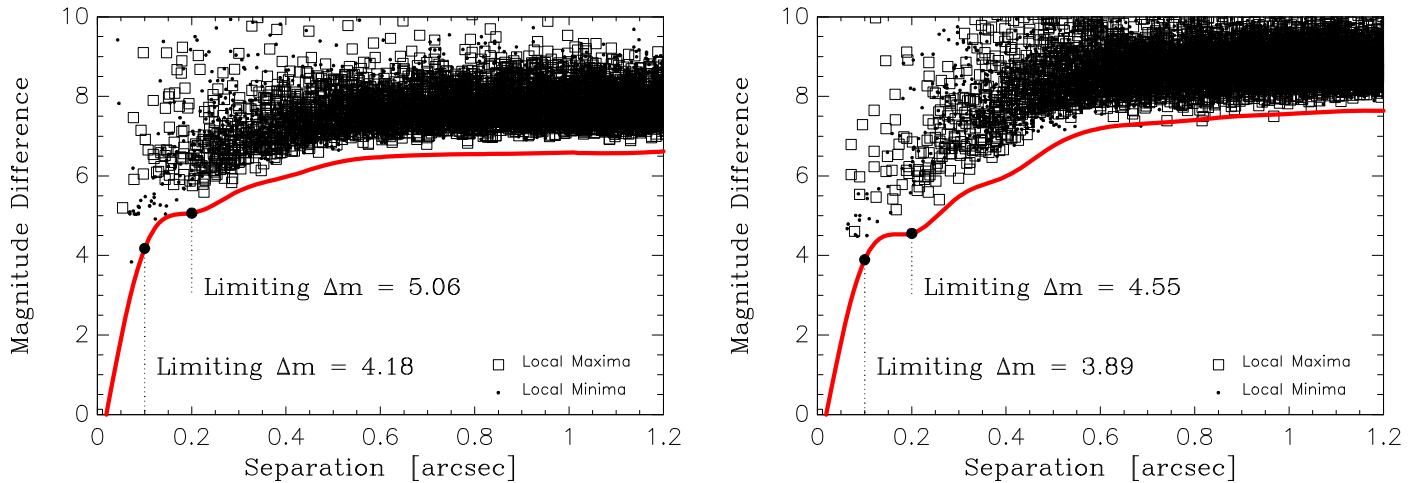 10
8
6
4
2
0
Magnitude Difference
Limiting Δm = 5.06
Limiting Δm = 4.18
Local Maxima
Local Minima
0 0.2 0.4 0.6 0.8 1 1.2
Separation [arcsec]
10
8
6
4
2
0
Magnitude Difference
Limiting Δm = 4.55
Limiting Δm = 3.89
Local Maxima
Local Minima
0 0.2 0.4 0.6 0.8 1 1.2
Separation [arcsec]